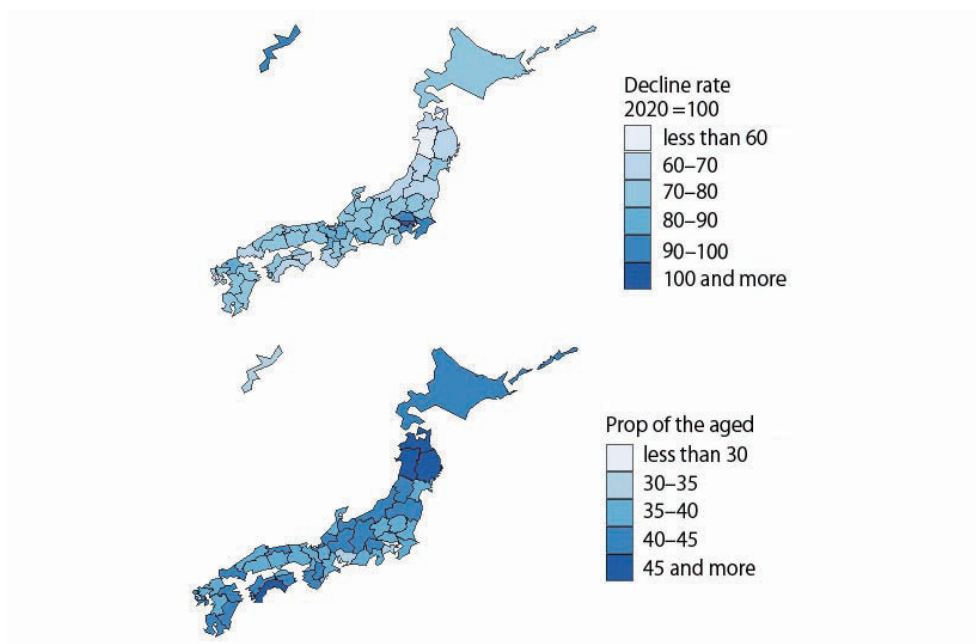 Decline rate
2020 =100
less than 60
60–70
70–80
80–90
90–100
100 and more
Prop of the aged
less than 30
30–35
35–40
40–45
45 and more